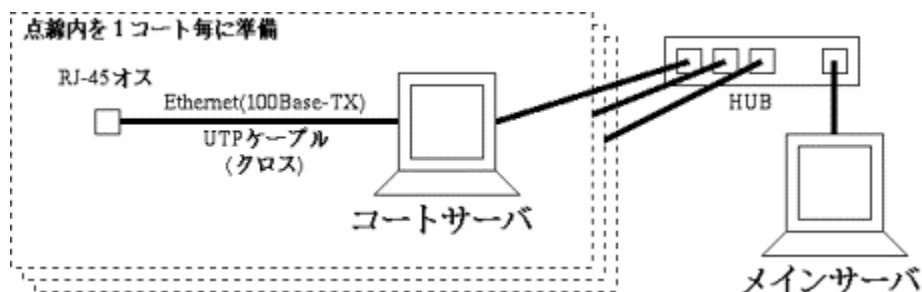 点線内を１コート毎に準備
RJ-45オス
Ethernet(100Base-TX)
UTPケーブル
(クロス)
コートサーバ
HUB
メインサーバ